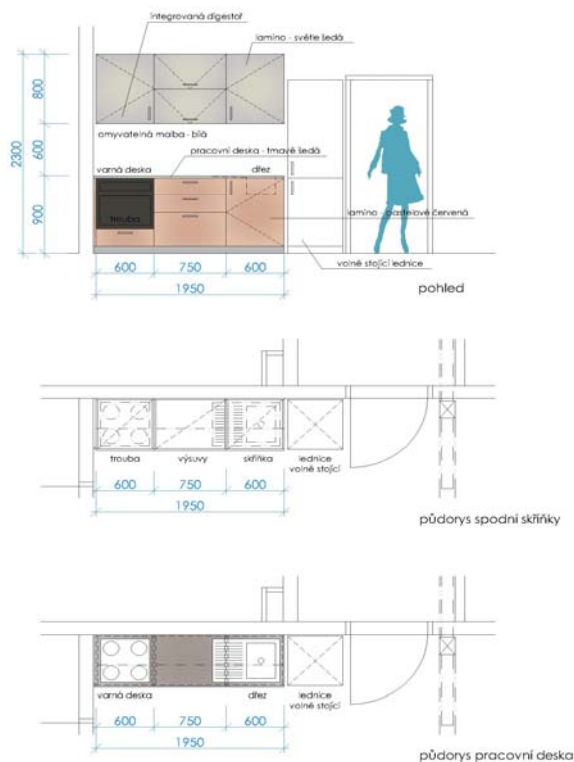 integrovaná digestoř
lamino - světle šedá
800
600
2300
900
omyvatelná malba - bílá
pracovní deska - tmavě šedá
varná deska
dřez
trouba
lamino - pastelově červená
volně stojící lednice
600 750 600
1950
pohled
trouba výsuvy skříňka lednice
volně stojící
600 750 600
1950
půdorys spodní skříňky
varná deska dřez lednice
volně stojící
600 750 600
1950
půdorys pracovní deska